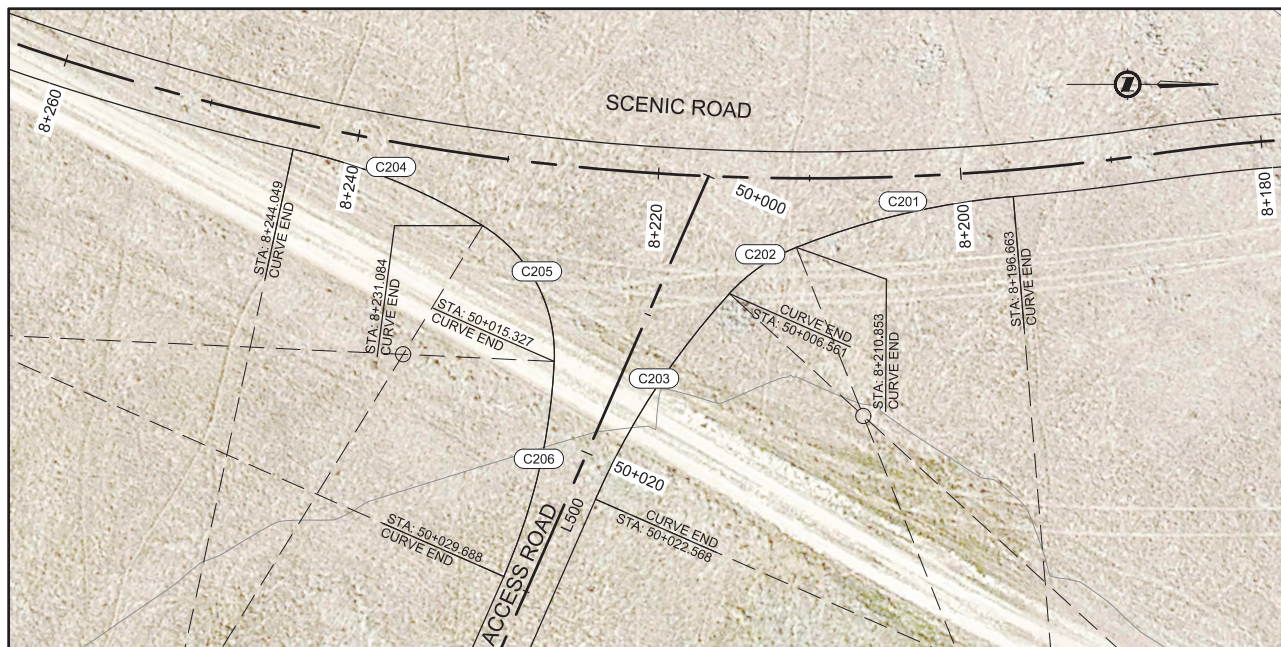 SCENIC ROAD
8+260
8+240
8+220
50+000
8+200
8+180
C204
C201
C202
C205
C203
C206
STA: 8+244.049
CURVE END
STA: 8+231.084
CURVE END
STA: 50+015.327
CURVE END
CURVE END
STA: 50+006.561
STA: 8+210.853
CURVE END
STA: 8+196.663
CURVE END
50+020
STA: 50+029.688
CURVE END
CURVE END
STA: 50+022.568
ACCESS ROAD
L500
Z